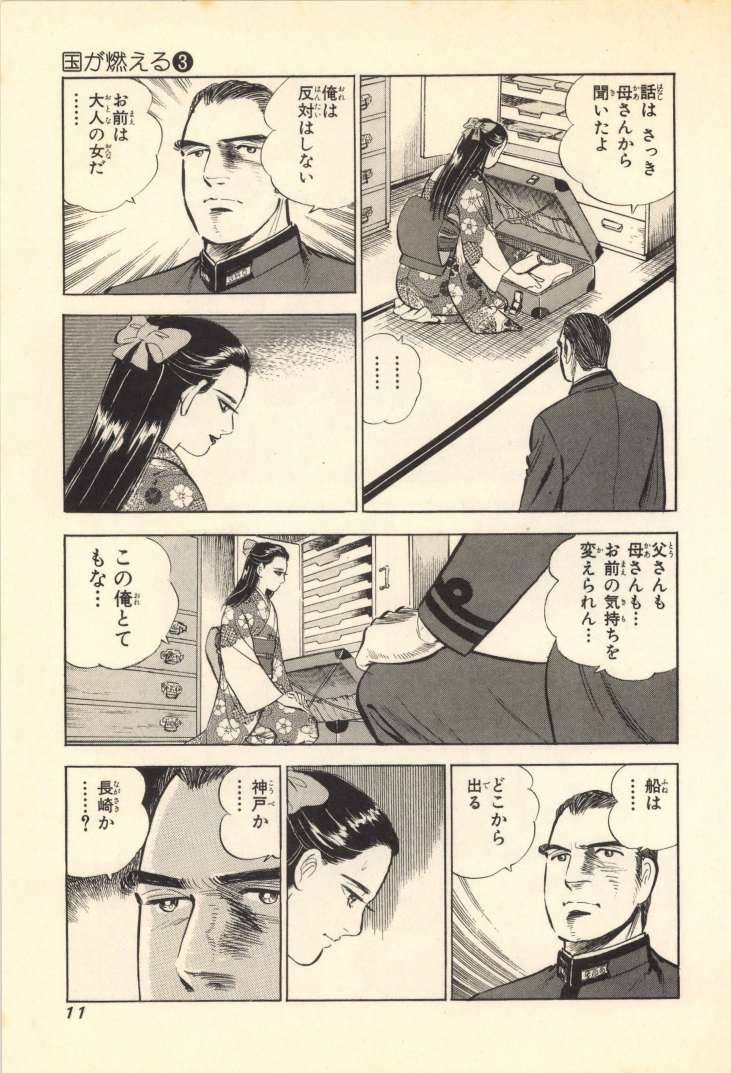 国が燃える❸
話は さっき
母さんから
聞いたよ
………
………
俺は
反対はしない
お前は
大人の女だ
……
父さんも
母さんも…
お前の気持ちを
変えられん…
この俺とて
もな…
船は
……
どこから
出る
神戸か
……
長崎か
……?
11